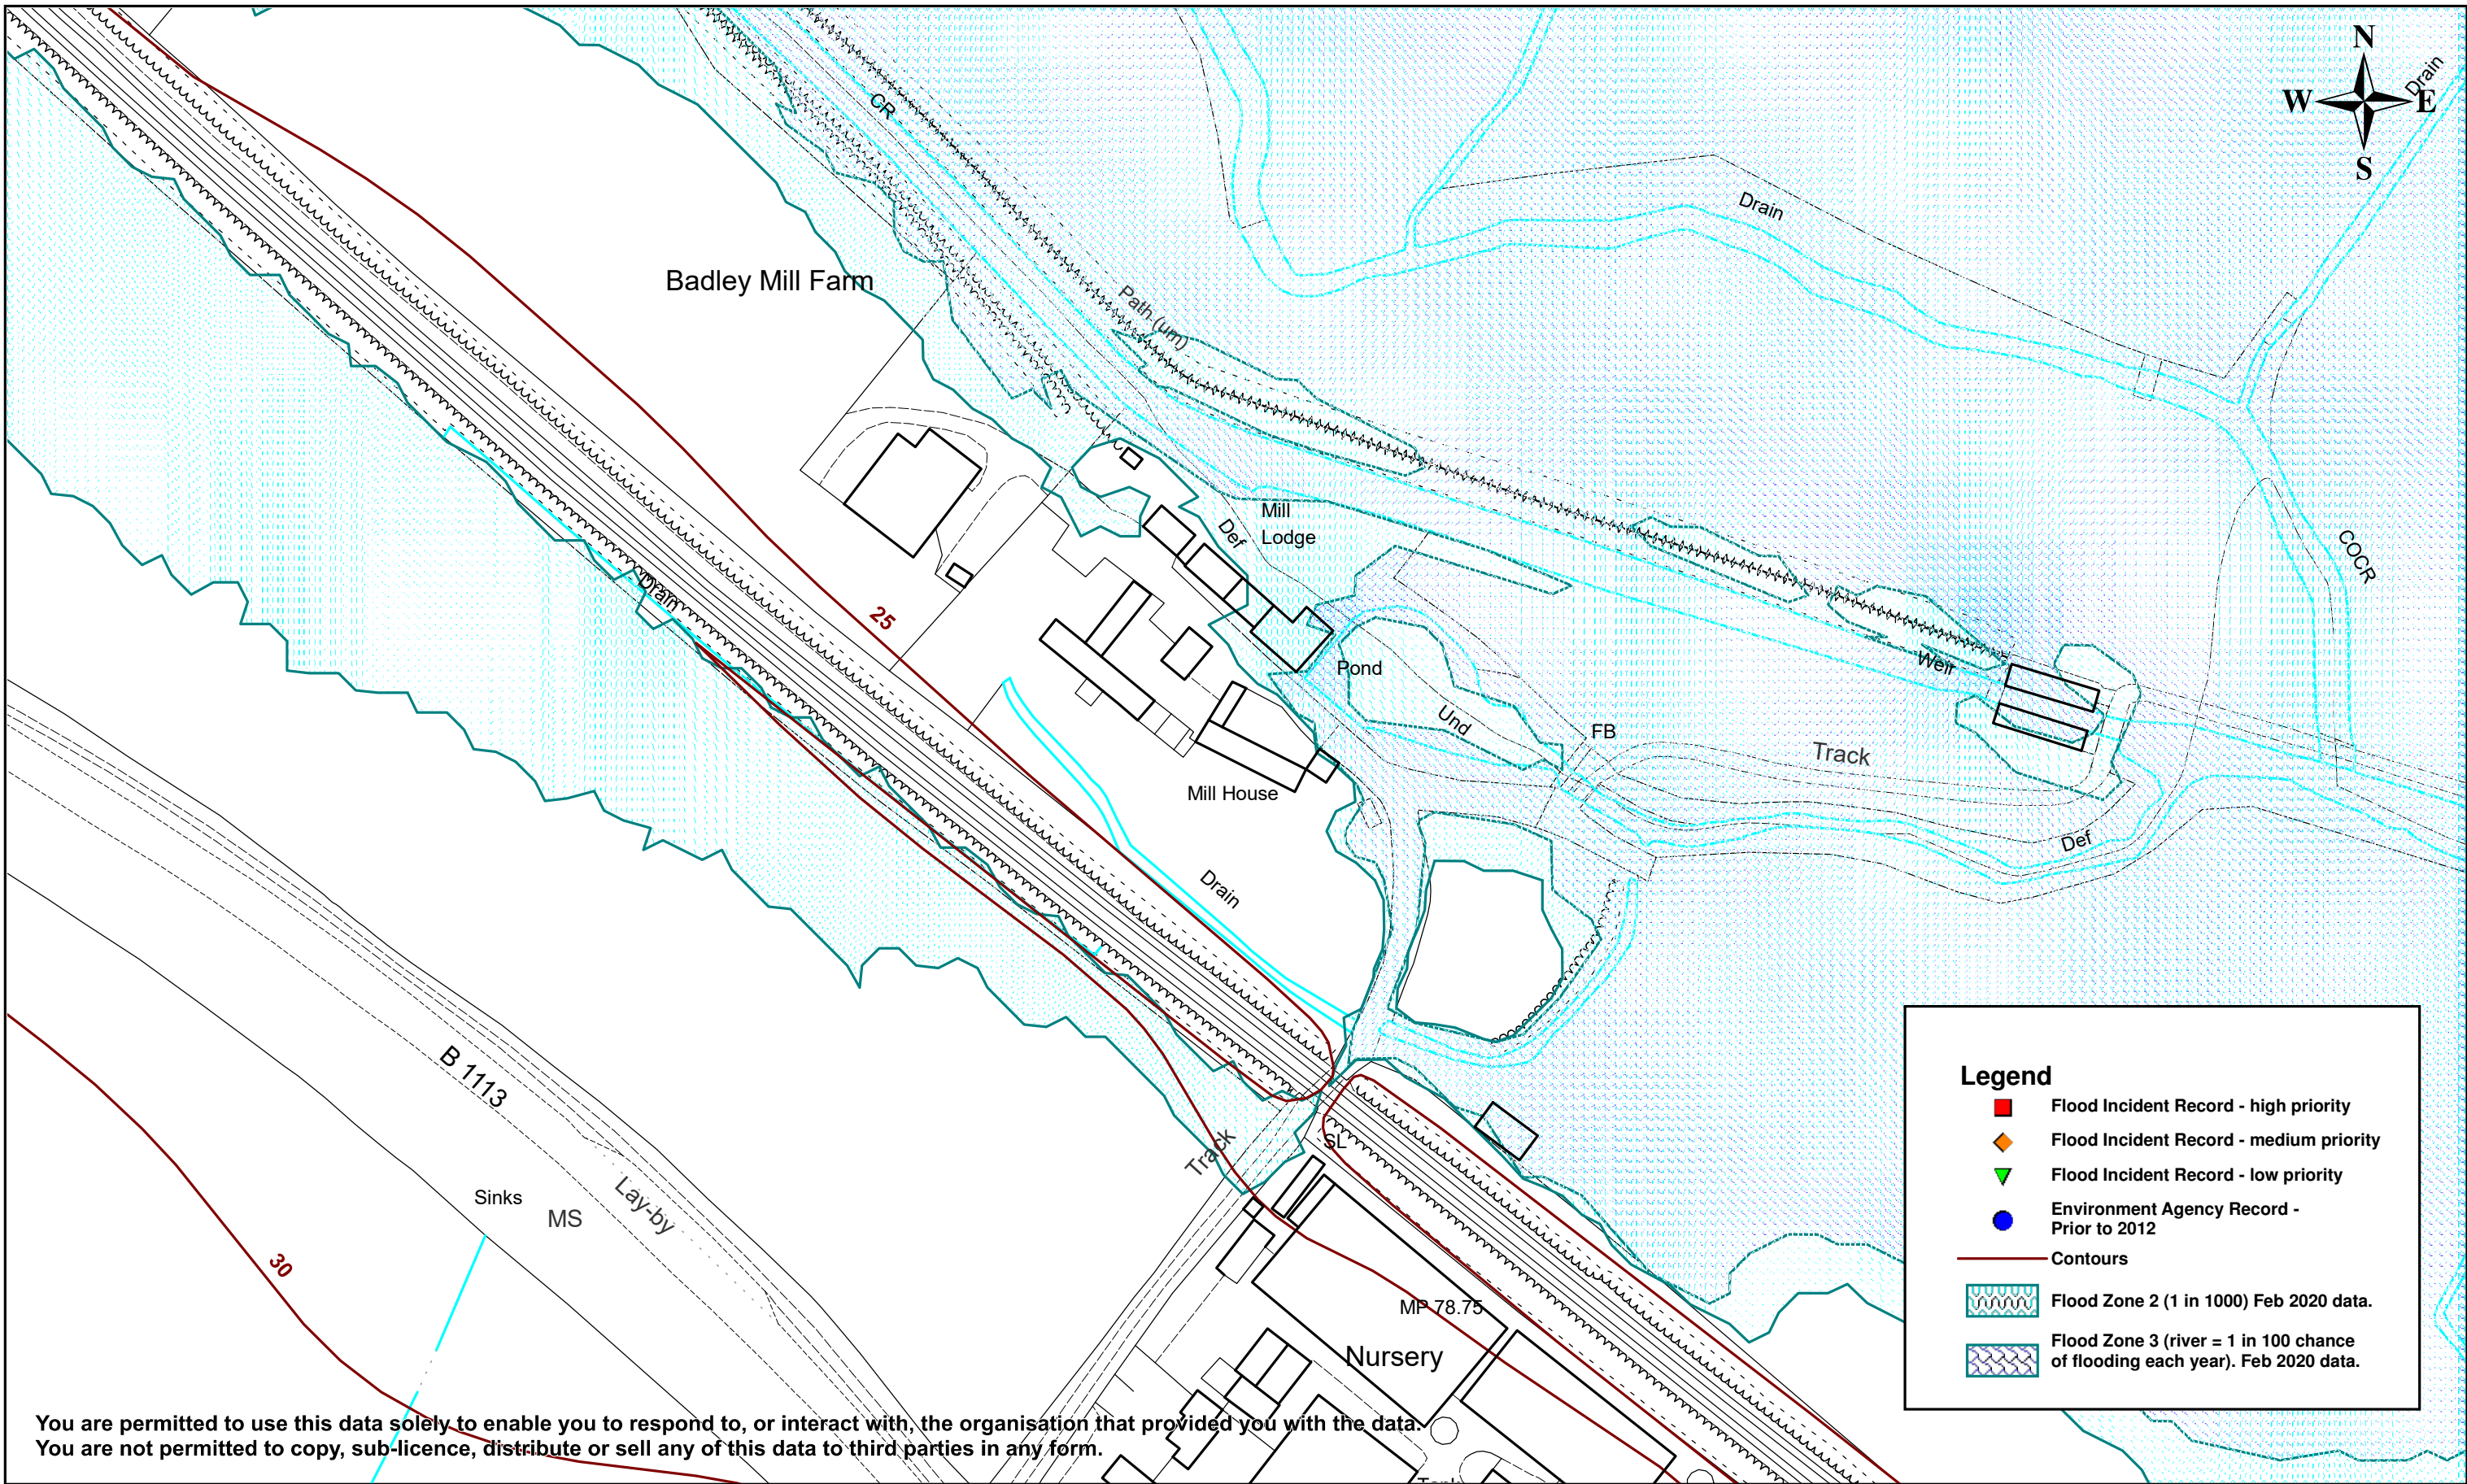 N
W
E
S
Drain
CR
Drain
Badley Mill Farm
Path (um)
Mill
Lodge
Def
COCR
Drain
25
Pond
Weir
Und
FB
Track
Mill House
Def
Drain
B 1113
Track
SL
Sinks
MS
Lay-by
30
MP 78.75
Nursery
Legend
Flood Incident Record - high priority
Flood Incident Record - medium priority
Flood Incident Record - low priority
Environment Agency Record -
Prior to 2012
Contours
Flood Zone 2 (1 in 1000) Feb 2020 data.
Flood Zone 3 (river = 1 in 100 chance
of flooding each year). Feb 2020 data.
You are permitted to use this data solely to enable you to respond to, or interact with, the organisation that provided you with the data.
You are not permitted to copy, sub-licence, distribute or sell any of this data to third parties in any form.